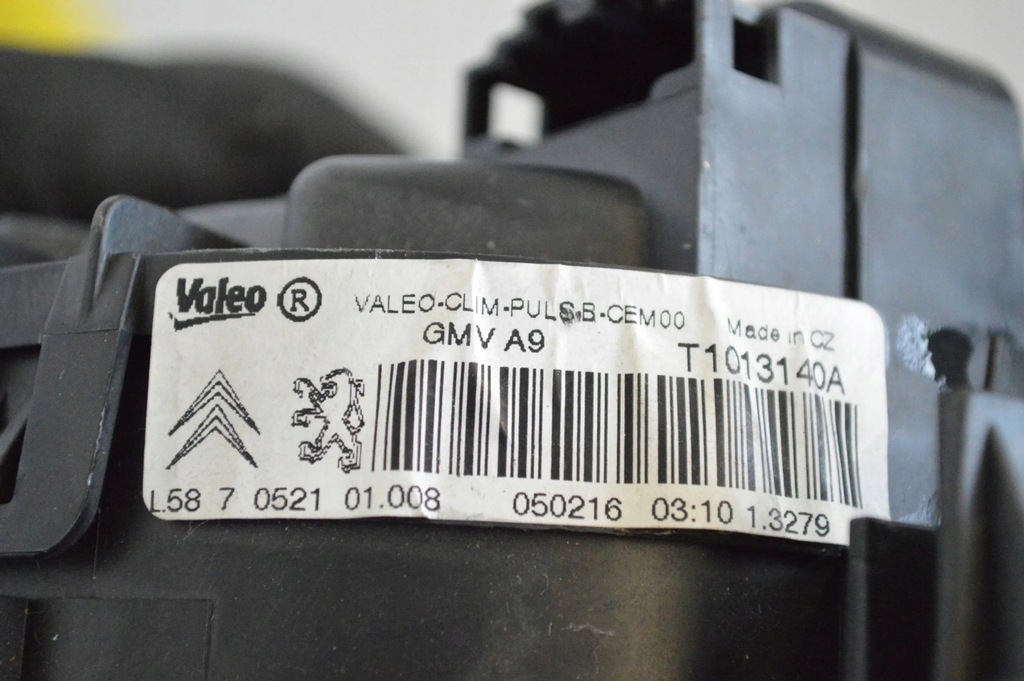 Valeo ® VALEO-CLIM-PULS-B-CEM00 Made in CZ
GMV A9 T1013140A
L58 7 0521 01.008 050216 03:10 1.3279